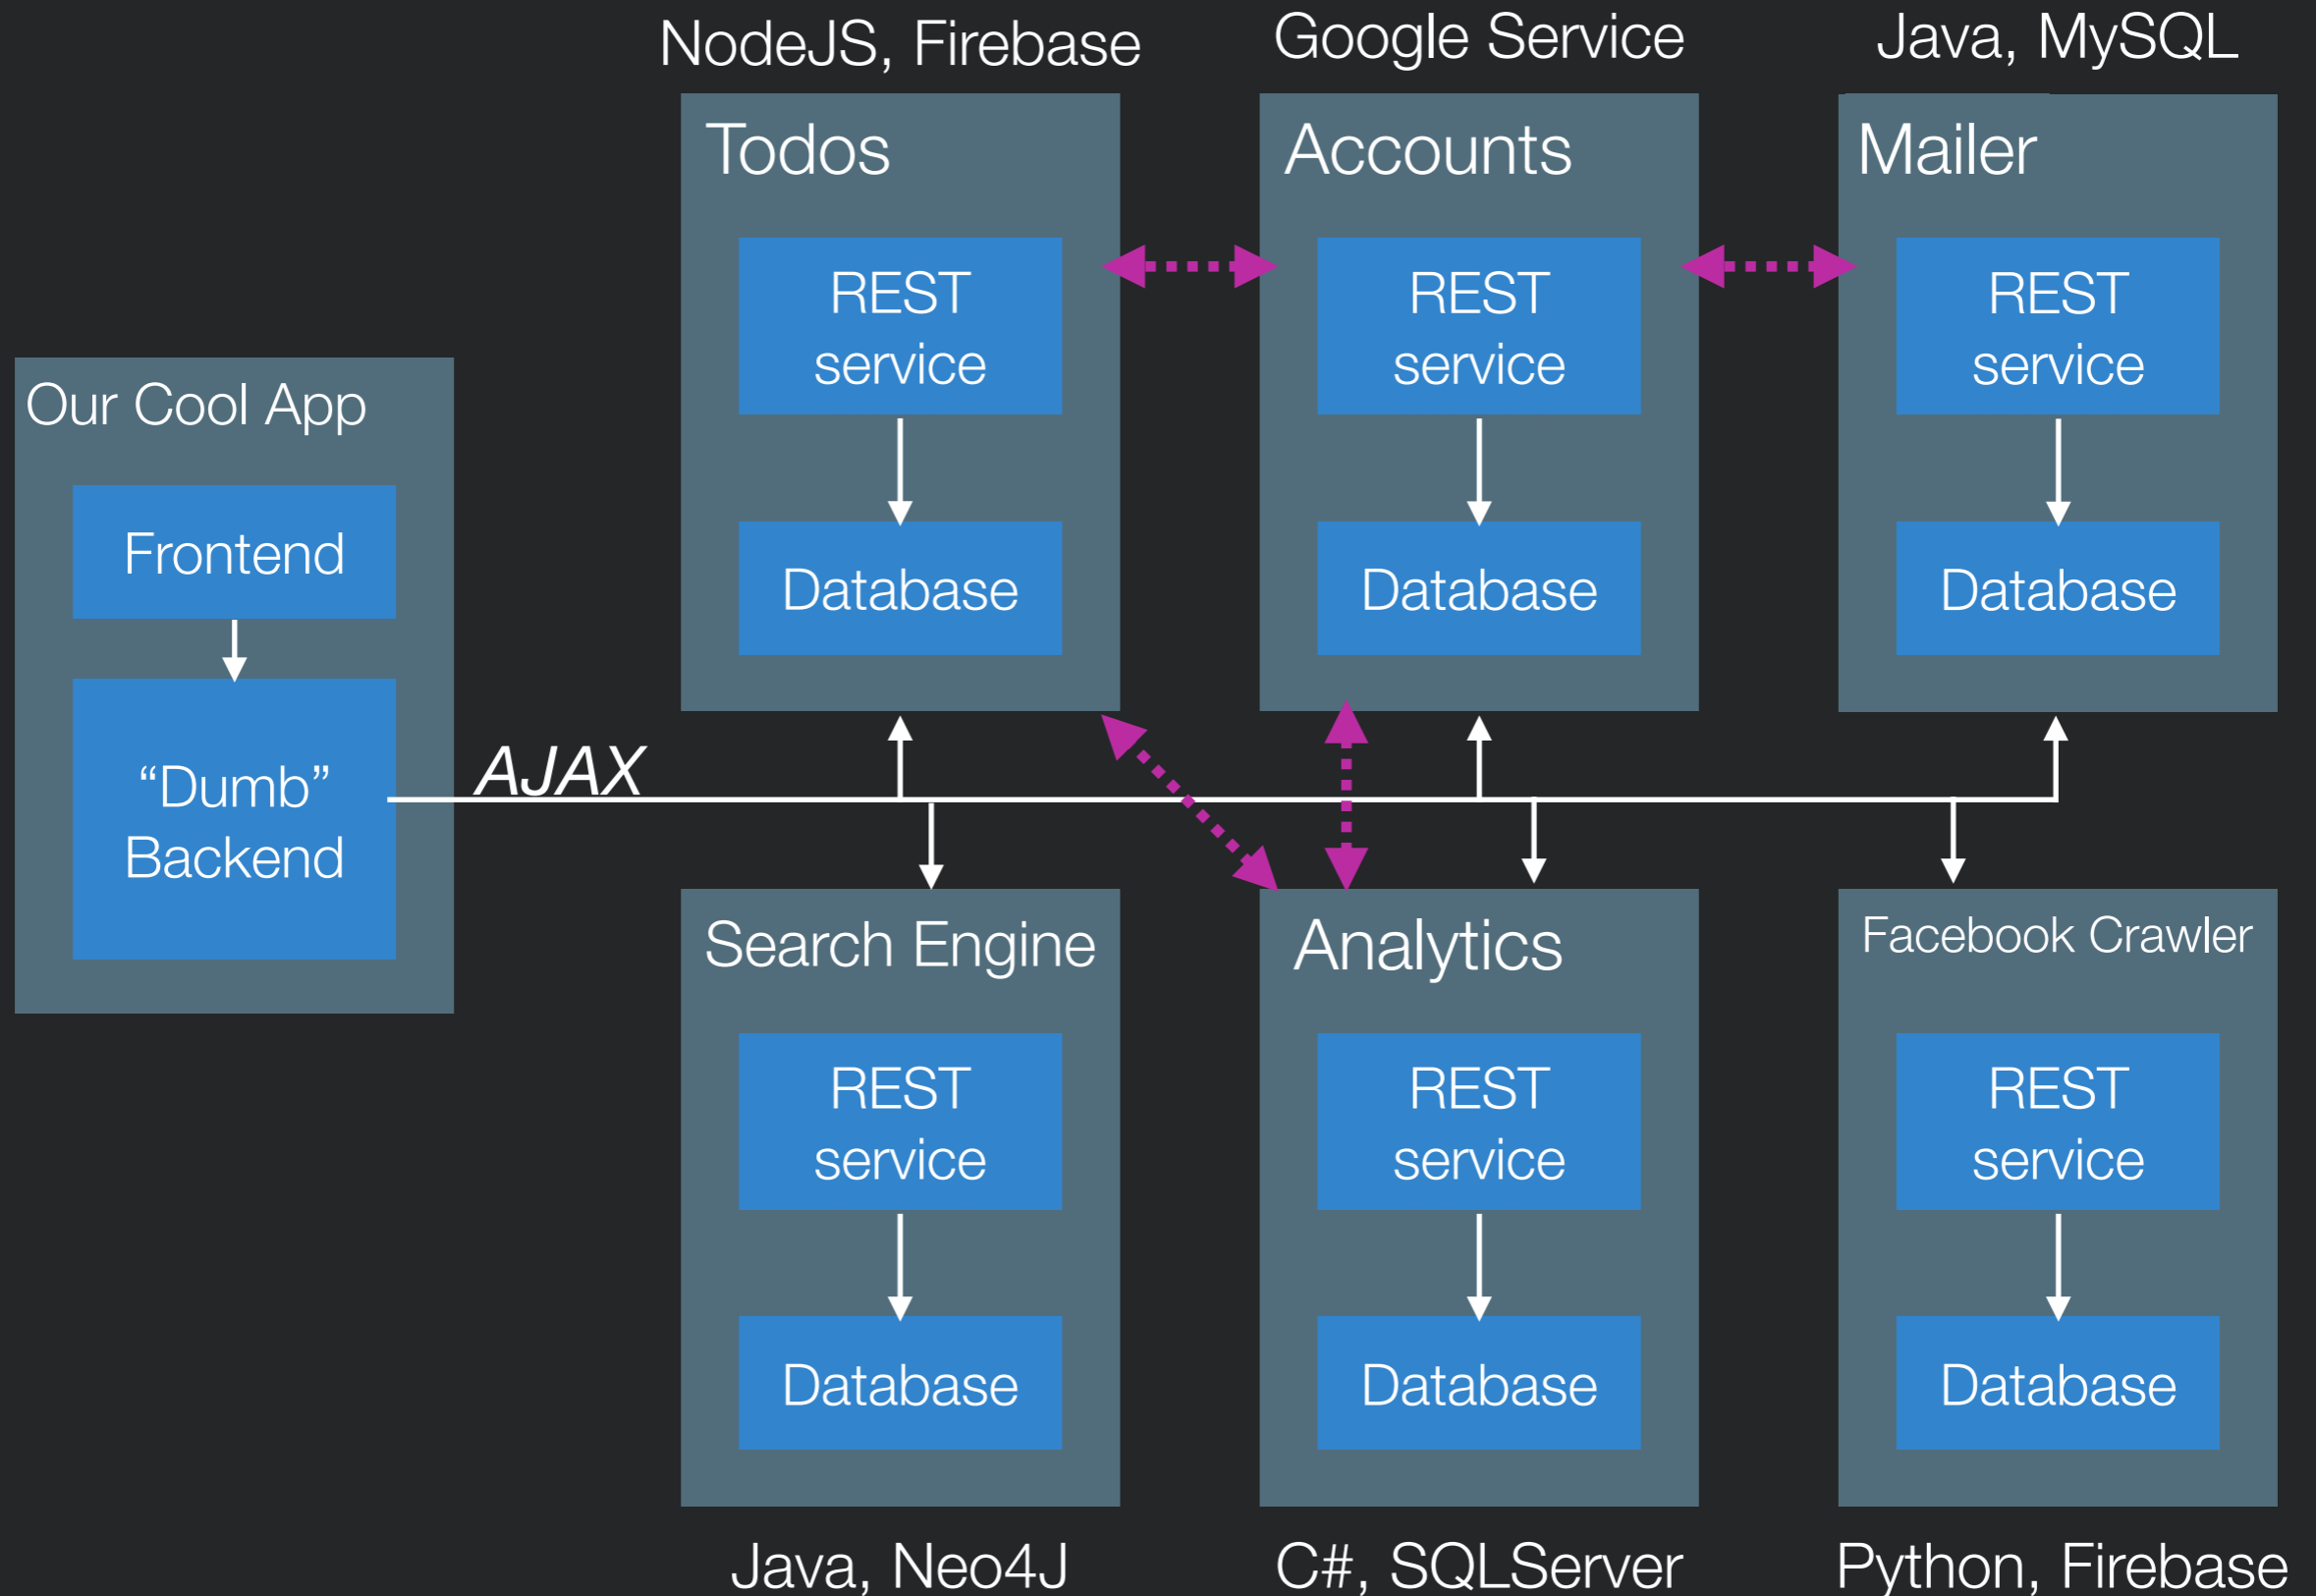 NodeJS, Firebase
Google Service
Java, MySQL
Todos
REST
service
Database
Accounts
REST
service
Database
Mailer
REST
service
Database
Our Cool App
Frontend
“Dumb”
Backend
AJAX
Search Engine
REST
service
Database
Analytics
REST
service
Database
Facebook Crawler
REST
service
Database
Java, Neo4J
C#, SQLServer
Python, Firebase